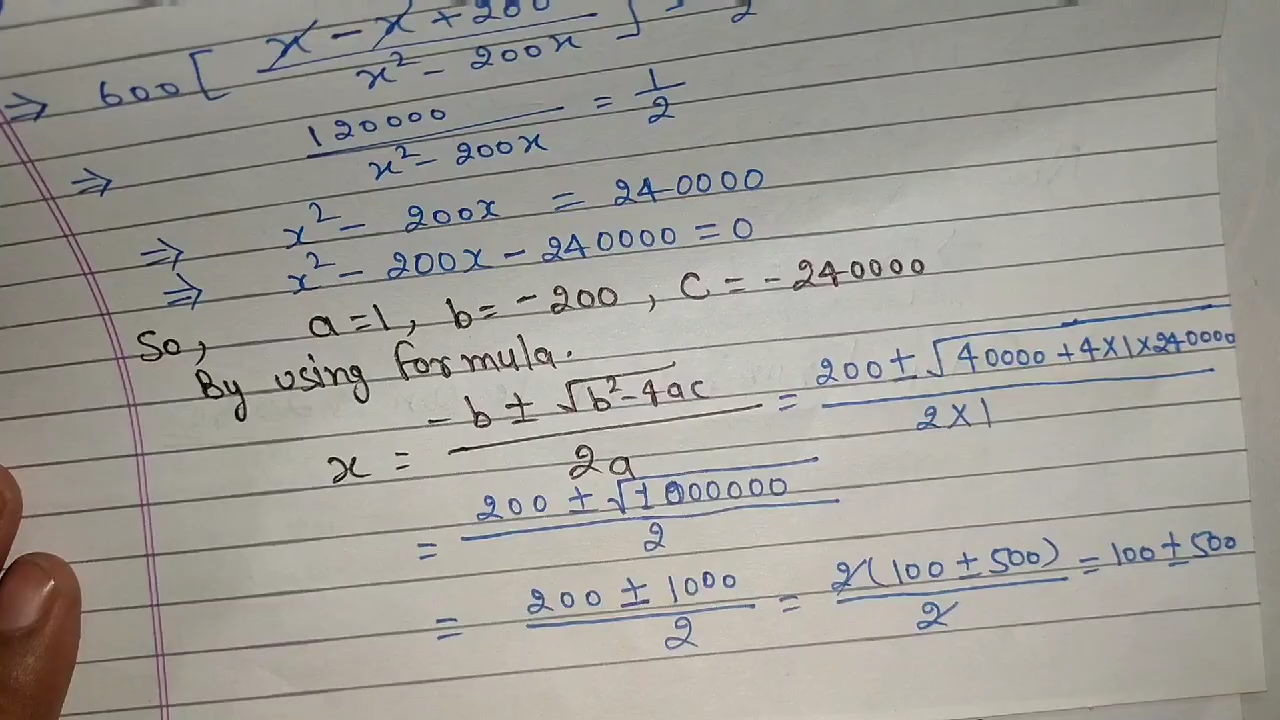 ⇒ 600 [ (x - x + 200) / (x² - 200x) ] 2
⇒ 120000 / (x² - 200x) = 1/2
⇒ x² - 200x = 240000
⇒ x² - 200x - 240000 = 0
So, a=1, b= -200, C = -240000
By using formula.
x = (-b ± √(b²-4ac)) / 2a = (200 ± √(40000 + 4×1×240000)) / (2×1)
= (200 ± √1000000) / 2
= (200 ± 1000) / 2 = 2(100 ± 500) / 2 = 100 ± 500